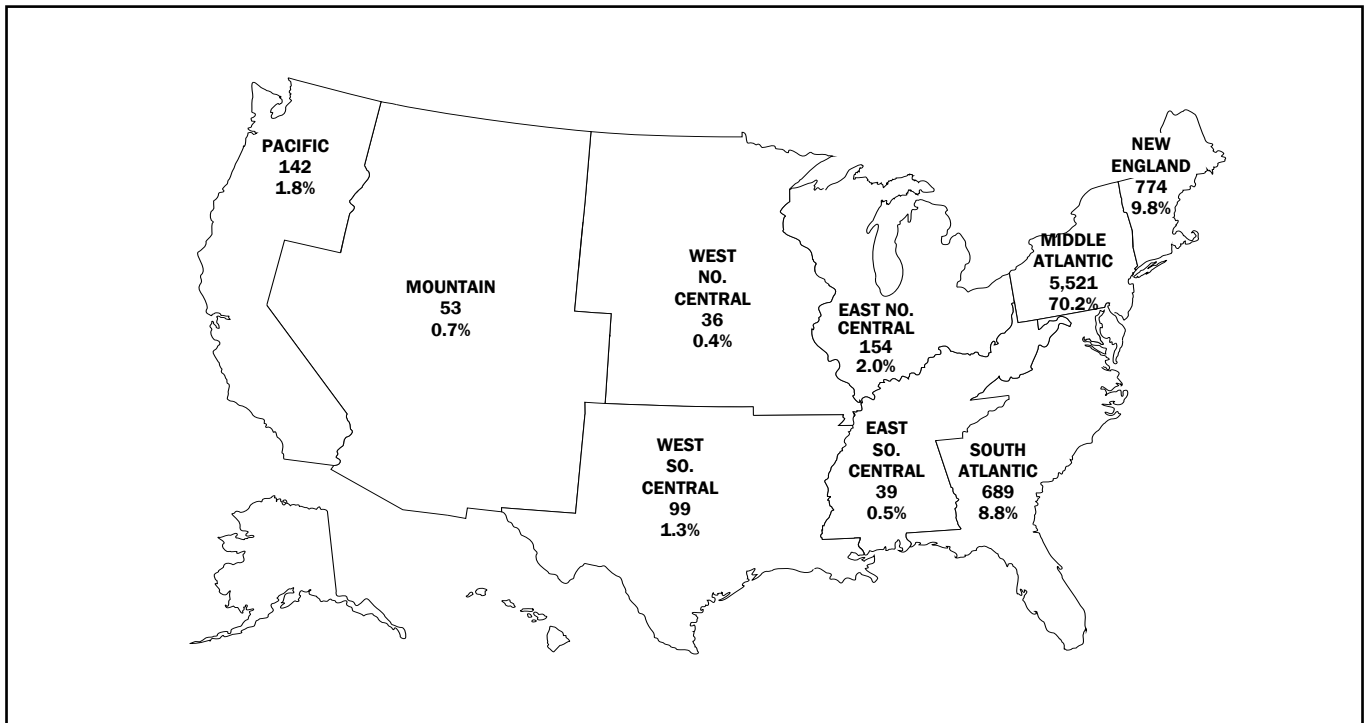 PACIFIC
142
1.8%
MOUNTAIN
53
0.7%
WEST
NO.
CENTRAL
36
0.4%
WEST
SO.
CENTRAL
99
1.3%
EAST NO.
CENTRAL
154
2.0%
EAST
SO.
CENTRAL
39
0.5%
SOUTH
ATLANTIC
689
8.8%
MIDDLE
ATLANTIC
5,521
70.2%
NEW
ENGLAND
774
9.8%